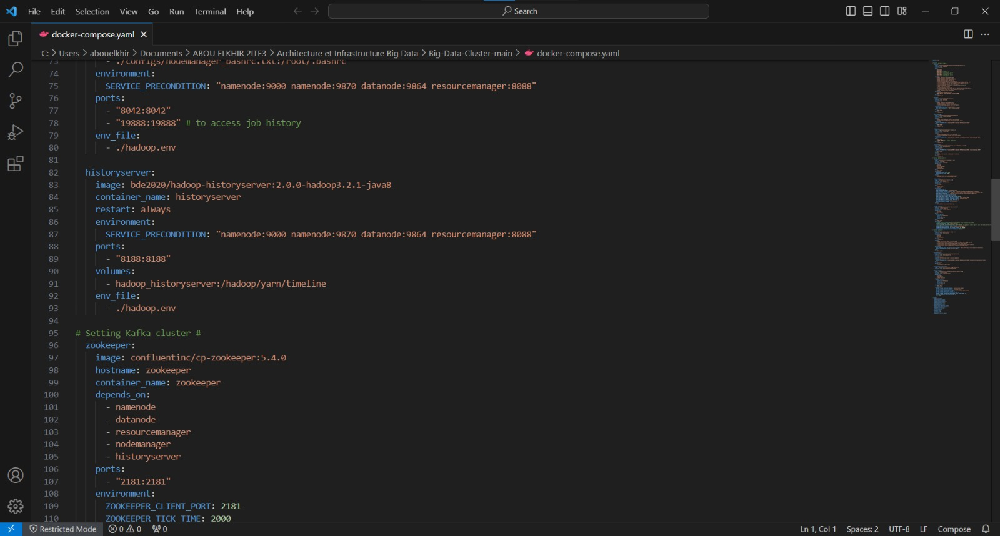 File Edit Selection View Go Run Terminal Help
Search
docker-compose.yaml
C: > Users > abouelkhir > Documents > ABOU ELKHIR 2ITE3 > Architecture et Infrastructure Big Data > Big-Data-Cluster-main > docker-compose.yaml
73 - ./configs/nodemanager_bashrc.txt:/root/.bashrc
74 environment:
75 SERVICE_PRECONDITION: "namenode:9000 namenode:9870 datanode:9864 resourcemanager:8088"
76 ports:
77 - "8042:8042"
78 - "19888:19888" # to access job history
79 env_file:
80 - ./hadoop.env
81
82 historyserver:
83 image: bde2020/hadoop-historyserver:2.0.0-hadoop3.2.1-java8
84 container_name: historyserver
85 restart: always
86 environment:
87 SERVICE_PRECONDITION: "namenode:9000 namenode:9870 datanode:9864 resourcemanager:8088"
88 ports:
89 - "8188:8188"
90 volumes:
91 - hadoop_historyserver:/hadoop/yarn/timeline
92 env_file:
93 - ./hadoop.env
94
95 # Setting Kafka cluster #
96 zookeeper:
97 image: confluentinc/cp-zookeeper:5.4.0
98 hostname: zookeeper
99 container_name: zookeeper
100 depends_on:
101 - namenode
102 - datanode
103 - resourcemanager
104 - nodemanager
105 - historyserver
106 ports:
107 - "2181:2181"
108 environment:
109 ZOOKEEPER_CLIENT_PORT: 2181
110 ZOOKEEPER_TICK_TIME: 2000
Restricted Mode 0 0 0 Ln 1, Col 1 Spaces: 2 UTF-8 LF Compose